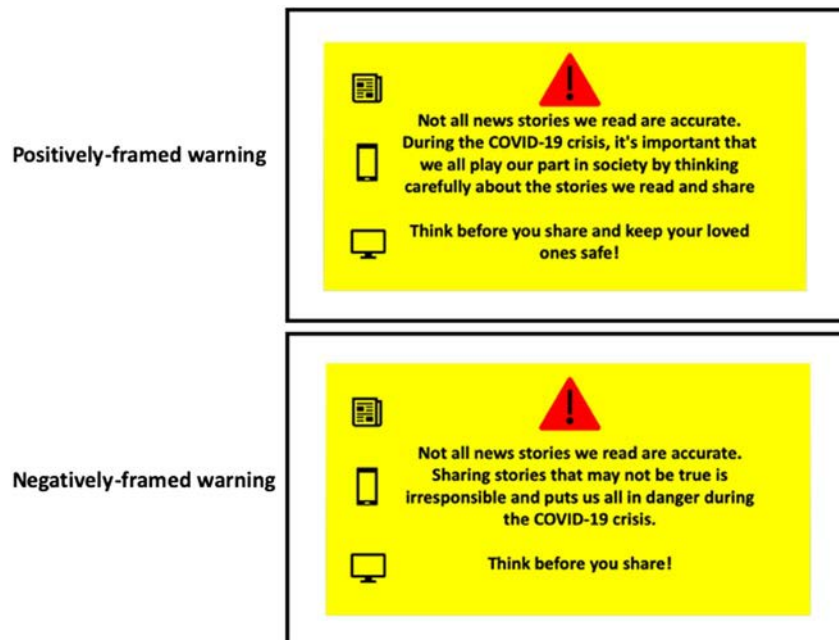 Positively-framed warning
Not all news stories we read are accurate.
During the COVID-19 crisis, it's important that
we all play our part in society by thinking
carefully about the stories we read and share
Think before you share and keep your loved
ones safe!
Negatively-framed warning
Not all news stories we read are accurate.
Sharing stories that may not be true is
irresponsible and puts us all in danger during
the COVID-19 crisis.
Think before you share!